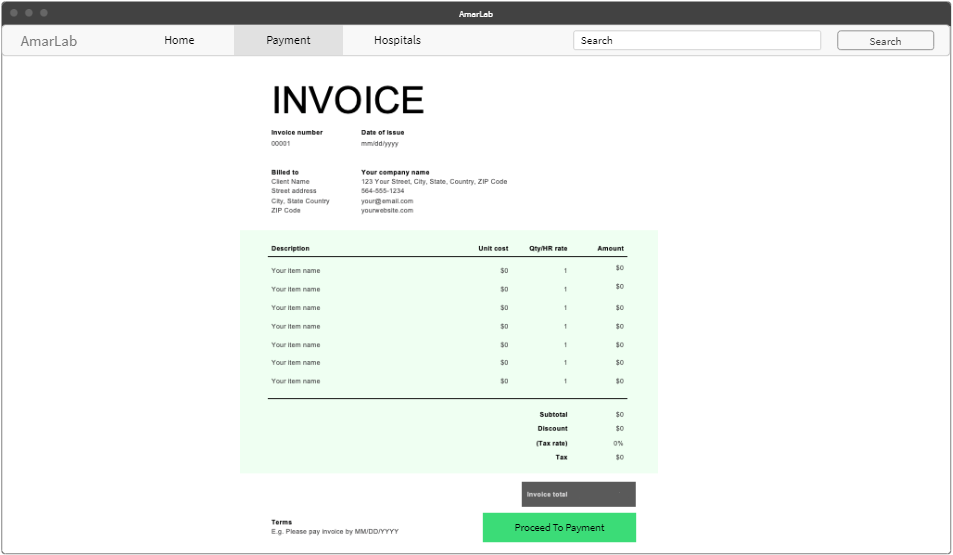 AmarLab
AmarLab Home Payment Hospitals Search Search
INVOICE
Invoice number Date of issue
00001 mm/dd/yyyy
Billed to Your company name
Client Name 123 Your Street, City, State, Country, ZIP Code
Street address 564-555-1234
City, State Country your@email.com
ZIP Code yourwebsite.com
Description Unit cost Qty/HR rate Amount
Your item name $0 1 $0
Your item name $0 1 $0
Your item name $0 1 $0
Your item name $0 1 $0
Your item name $0 1 $0
Your item name $0 1 $0
Your item name $0 1 $0
Subtotal $0
Discount $0
(Tax rate) 0%
Tax $0
Invoice total
Terms
E.g. Please pay invoice by MM/DD/YYYY
Proceed To Payment